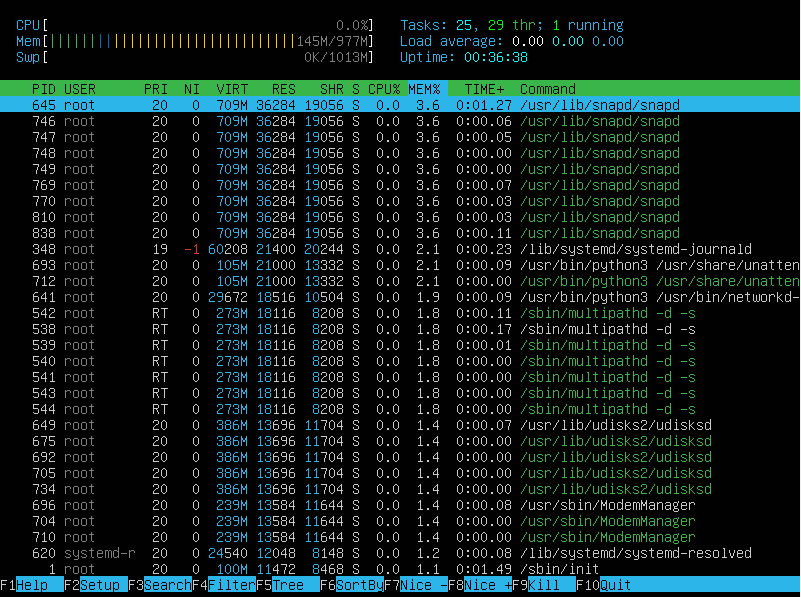 CPU[                                    0.0%]   Tasks: 25, 29 thr; 1 running
Mem[|||||||||||||||||||||||||||||||145M/977M]   Load average: 0.00 0.00 0.00
Swp[                                0K/1013M]   Uptime: 00:36:38
PID USER PRI NI VIRT RES SHR S CPU% MEM% TIME+ Command
645 root 20 0 709M 36284 19056 S 0.0 3.6 0:01.27 /usr/lib/snapd/snapd
746 root 20 0 709M 36284 19056 S 0.0 3.6 0:00.06 /usr/lib/snapd/snapd
747 root 20 0 709M 36284 19056 S 0.0 3.6 0:00.05 /usr/lib/snapd/snapd
748 root 20 0 709M 36284 19056 S 0.0 3.6 0:00.00 /usr/lib/snapd/snapd
749 root 20 0 709M 36284 19056 S 0.0 3.6 0:00.00 /usr/lib/snapd/snapd
769 root 20 0 709M 36284 19056 S 0.0 3.6 0:00.07 /usr/lib/snapd/snapd
770 root 20 0 709M 36284 19056 S 0.0 3.6 0:00.03 /usr/lib/snapd/snapd
810 root 20 0 709M 36284 19056 S 0.0 3.6 0:00.03 /usr/lib/snapd/snapd
838 root 20 0 709M 36284 19056 S 0.0 3.6 0:00.11 /usr/lib/snapd/snapd
348 root 19 -1 60208 21400 20244 S 0.0 2.1 0:00.23 /lib/systemd/systemd-journald
693 root 20 0 105M 21000 13332 S 0.0 2.1 0:00.09 /usr/bin/python3 /usr/share/unatten
712 root 20 0 105M 21000 13332 S 0.0 2.1 0:00.00 /usr/bin/python3 /usr/share/unatten
641 root 20 0 29672 18516 10504 S 0.0 1.9 0:00.09 /usr/bin/python3 /usr/bin/networkd-
542 root RT 0 273M 18116 8208 S 0.0 1.8 0:00.11 /sbin/multipathd -d -s
538 root RT 0 273M 18116 8208 S 0.0 1.8 0:00.17 /sbin/multipathd -d -s
539 root RT 0 273M 18116 8208 S 0.0 1.8 0:00.01 /sbin/multipathd -d -s
540 root RT 0 273M 18116 8208 S 0.0 1.8 0:00.00 /sbin/multipathd -d -s
541 root RT 0 273M 18116 8208 S 0.0 1.8 0:00.00 /sbin/multipathd -d -s
543 root RT 0 273M 18116 8208 S 0.0 1.8 0:00.00 /sbin/multipathd -d -s
544 root RT 0 273M 18116 8208 S 0.0 1.8 0:00.00 /sbin/multipathd -d -s
649 root 20 0 386M 13696 11704 S 0.0 1.4 0:00.07 /usr/lib/udisks2/udisksd
675 root 20 0 386M 13696 11704 S 0.0 1.4 0:00.00 /usr/lib/udisks2/udisksd
692 root 20 0 386M 13696 11704 S 0.0 1.4 0:00.00 /usr/lib/udisks2/udisksd
705 root 20 0 386M 13696 11704 S 0.0 1.4 0:00.00 /usr/lib/udisks2/udisksd
734 root 20 0 386M 13696 11704 S 0.0 1.4 0:00.00 /usr/lib/udisks2/udisksd
696 root 20 0 239M 13584 11644 S 0.0 1.4 0:00.08 /usr/sbin/ModemManager
704 root 20 0 239M 13584 11644 S 0.0 1.4 0:00.00 /usr/sbin/ModemManager
710 root 20 0 239M 13584 11644 S 0.0 1.4 0:00.00 /usr/sbin/ModemManager
620 systemd-r 20 0 24540 12048 8148 S 0.0 1.2 0:00.08 /lib/systemd/systemd-resolved
1 root 20 0 100M 11472 8468 S 0.0 1.1 0:01.49 /sbin/init
F1Help F2Setup F3SearchF4FilterF5Tree F6SortByF7Nice -F8Nice +F9Kill F10Quit